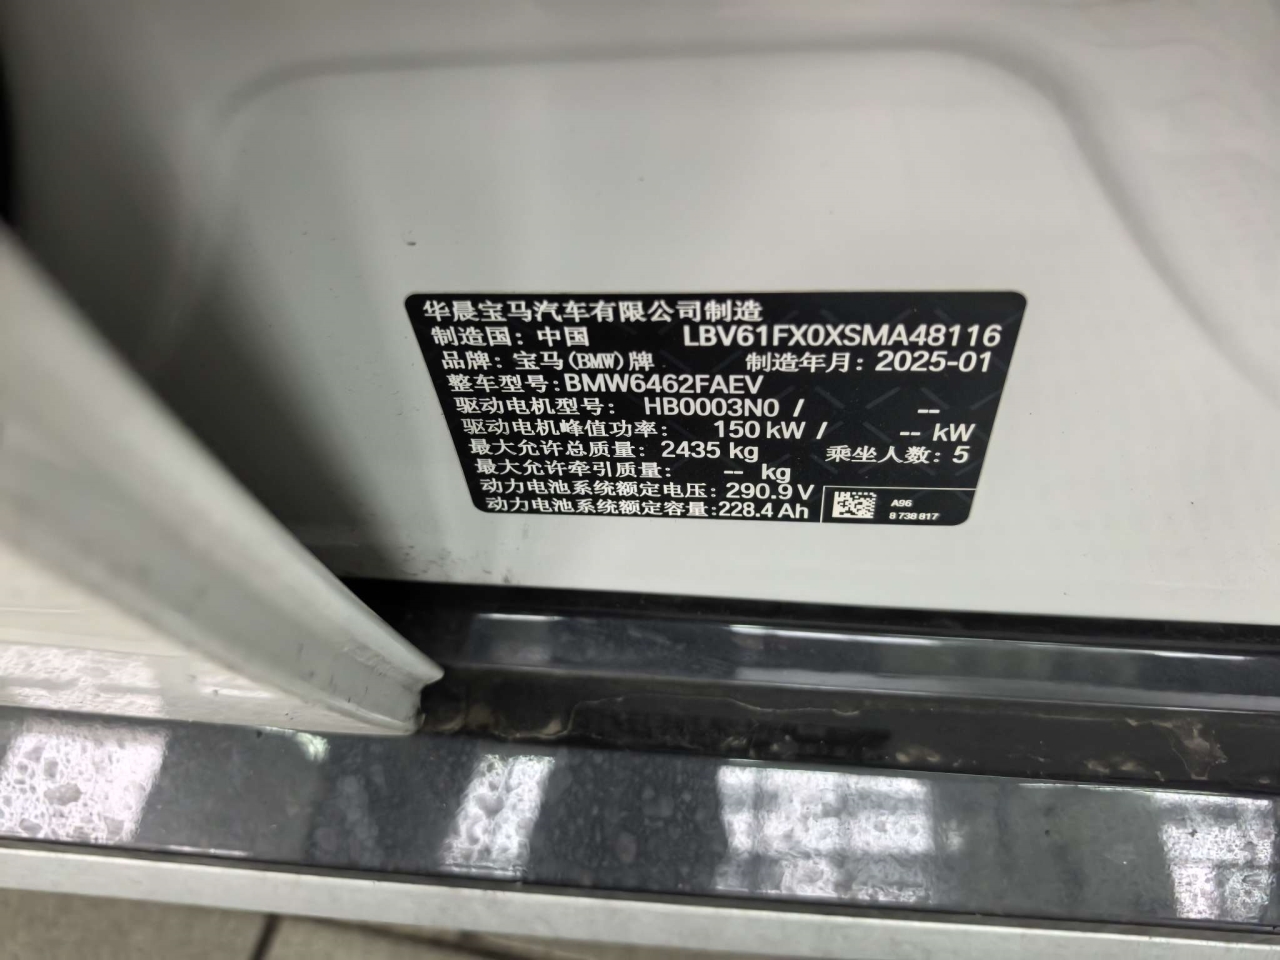 华晨宝马汽车有限公司制造
制造国：中国 LBV61FX0XSMA48116
品牌：宝马(BMW)牌 制造年月：2025-01
整车型号：BMW6462FAEV
驱动电机型号： HB0003N0 / --
驱动电机峰值功率： 150 kW / -- kW
最大允许总质量： 2435 kg 乘坐人数：5
最大允许牵引质量： -- kg
动力电池系统额定电压：290.9 V
动力电池系统额定容量：228.4 Ah
A96
8 738 817